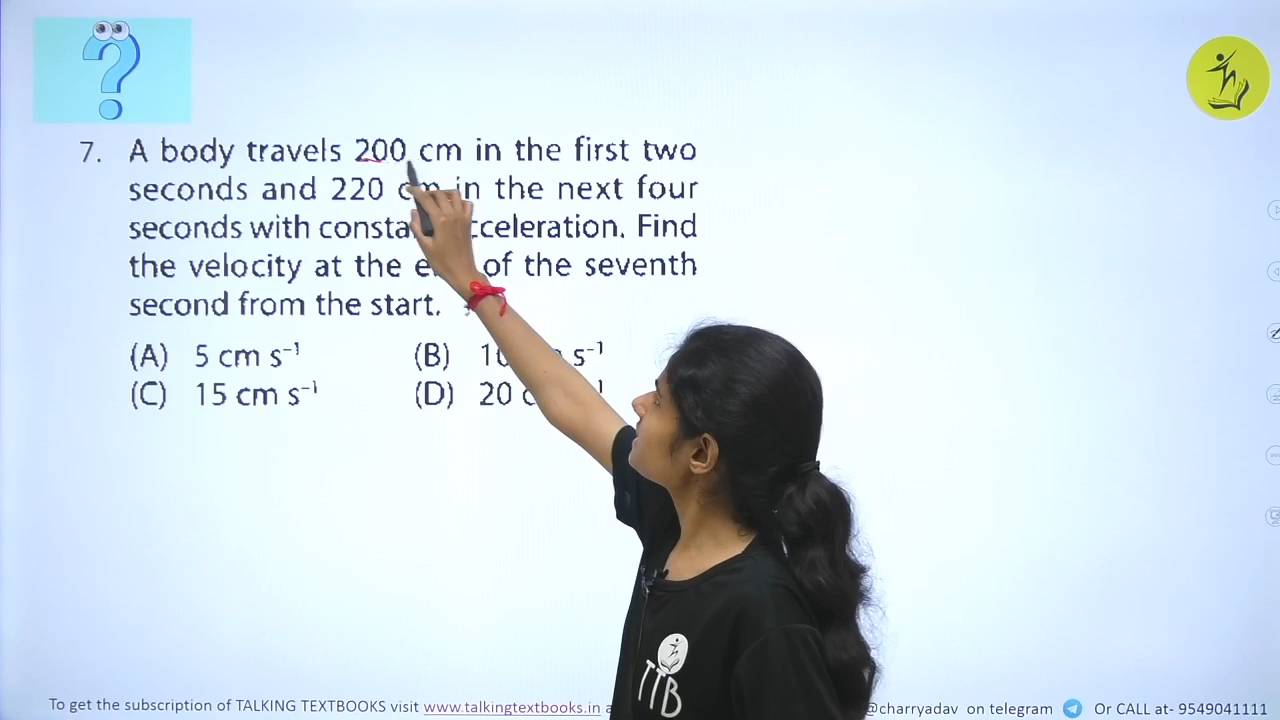 7. A body travels 200 cm in the first two
seconds and 220 cm in the next four
seconds with acceleration. Find
the velocity at the of the seventh
second from the start.
(A) 5 cm s⁻¹ (B) s⁻¹
(C) 15 cm s⁻¹ (D) 20
TTB
To get the subscription of TALKING TEXTBOOKS visit www.talkingtextbooks.in @charryadav on telegram Or CALL at- 9549041111